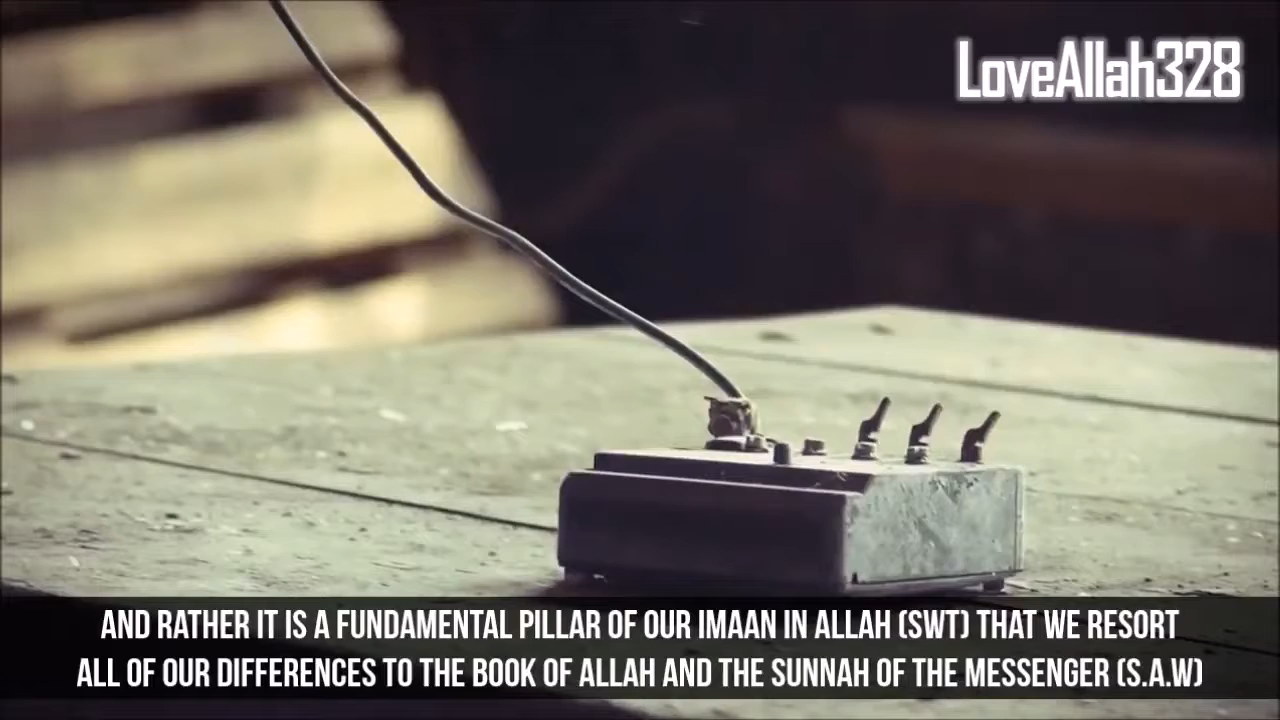 LoveAllah328
AND RATHER IT IS A FUNDAMENTAL PILLAR OF OUR IMAAN IN ALLAH (SWT) THAT WE RESORT
ALL OF OUR DIFFERENCES TO THE BOOK OF ALLAH AND THE SUNNAH OF THE MESSENGER (S.A.W)